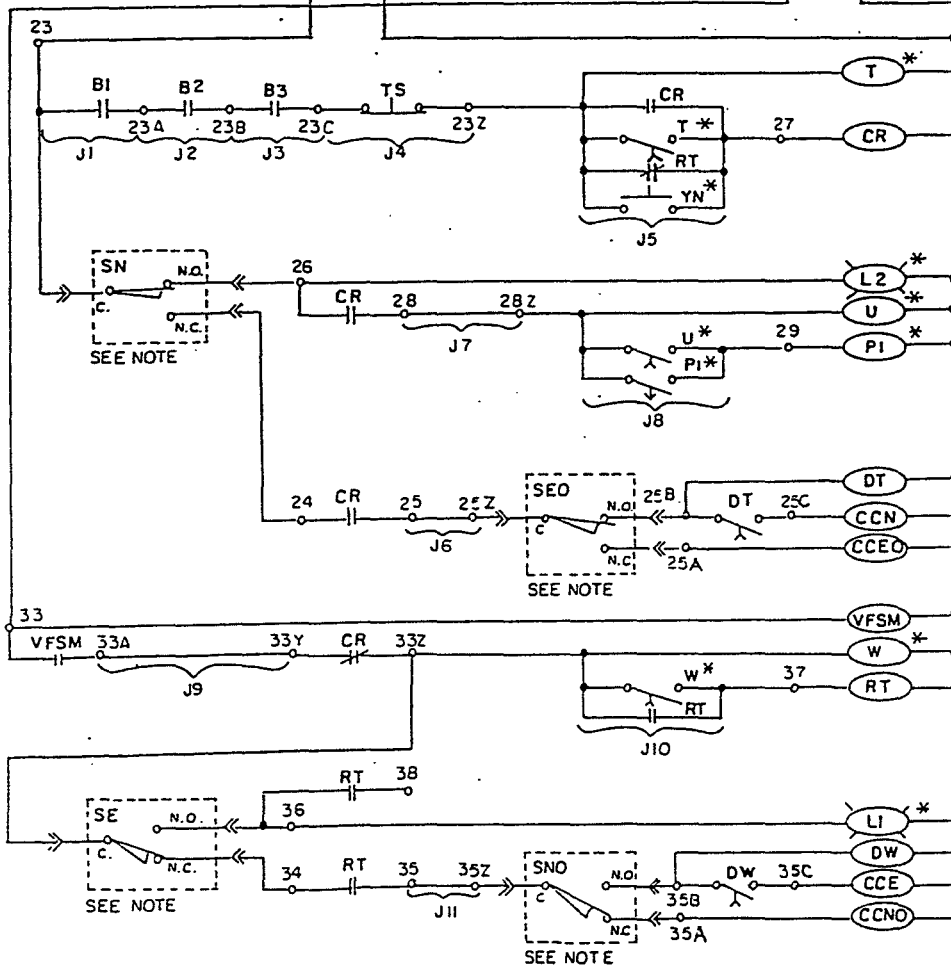 23
T *
B1 B2 B3 TS CR
23A 23B 23C 23Z T * 27 CR
J1 J2 J3 J4 RT
YN *
J5
SN N.O. 26 L2 *
C. CR 28 28Z U *
N.C. J7 U * 29 P1 *
SEE NOTE P1 *
J8
DT
24 CR 25 25Z SEO N.O. 25B DT 25C CCN
J6 C N.C 25A CCEO
SEE NOTE
33 VFSM
VFSM 33A 33Y CR 33Z W *
J9 W * 37 RT
RT
J10
RT 38
SE N.O. 36 L1 *
C. DW
N.C. 34 RT 35 35Z SNO N.O DW 35C CCE
SEE NOTE J11 C 35B
N.C 35A CCNO
SEE NOTE